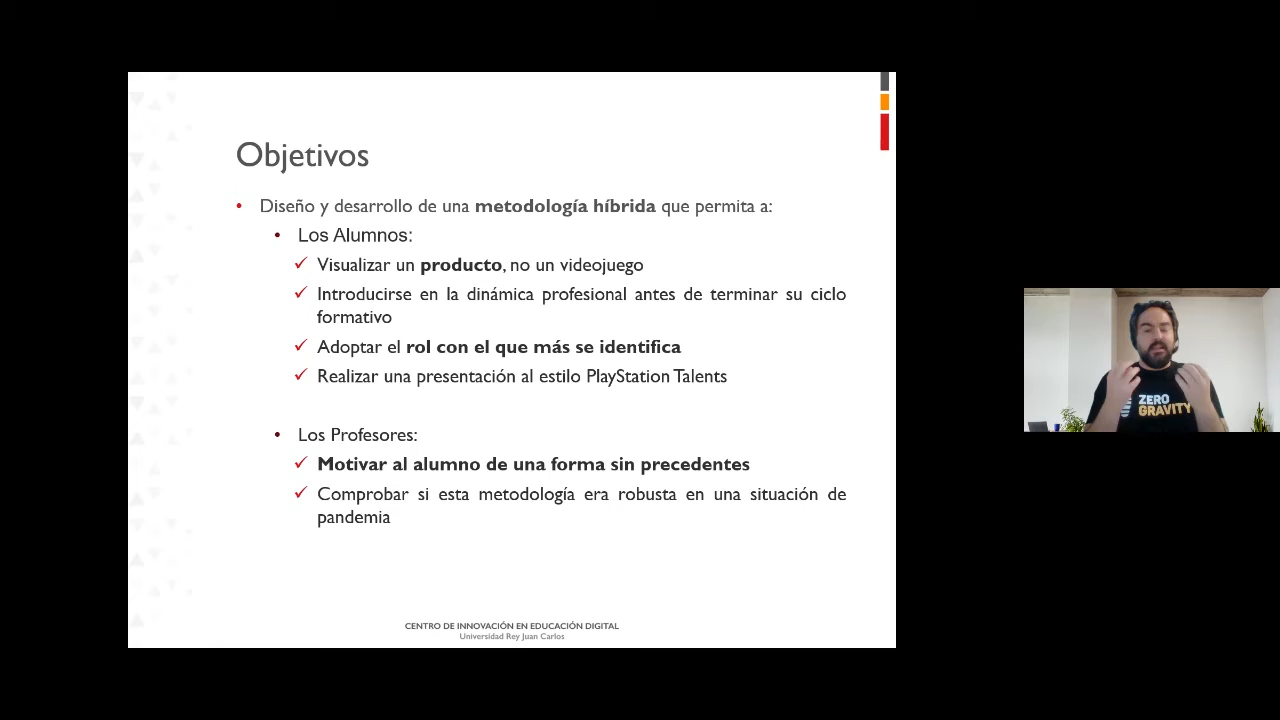 Objetivos
• Diseño y desarrollo de una metodología híbrida que permita a:
• Los Alumnos:
✓ Visualizar un producto, no un videojuego
✓ Introducirse en la dinámica profesional antes de terminar su ciclo
formativo
✓ Adoptar el rol con el que más se identifica
✓ Realizar una presentación al estilo PlayStation Talents
• Los Profesores:
✓ Motivar al alumno de una forma sin precedentes
✓ Comprobar si esta metodología era robusta en una situación de
pandemia
CENTRO DE INNOVACIÓN EN EDUCACIÓN DIGITAL
Universidad Rey Juan Carlos
ZERO
GRAVITY